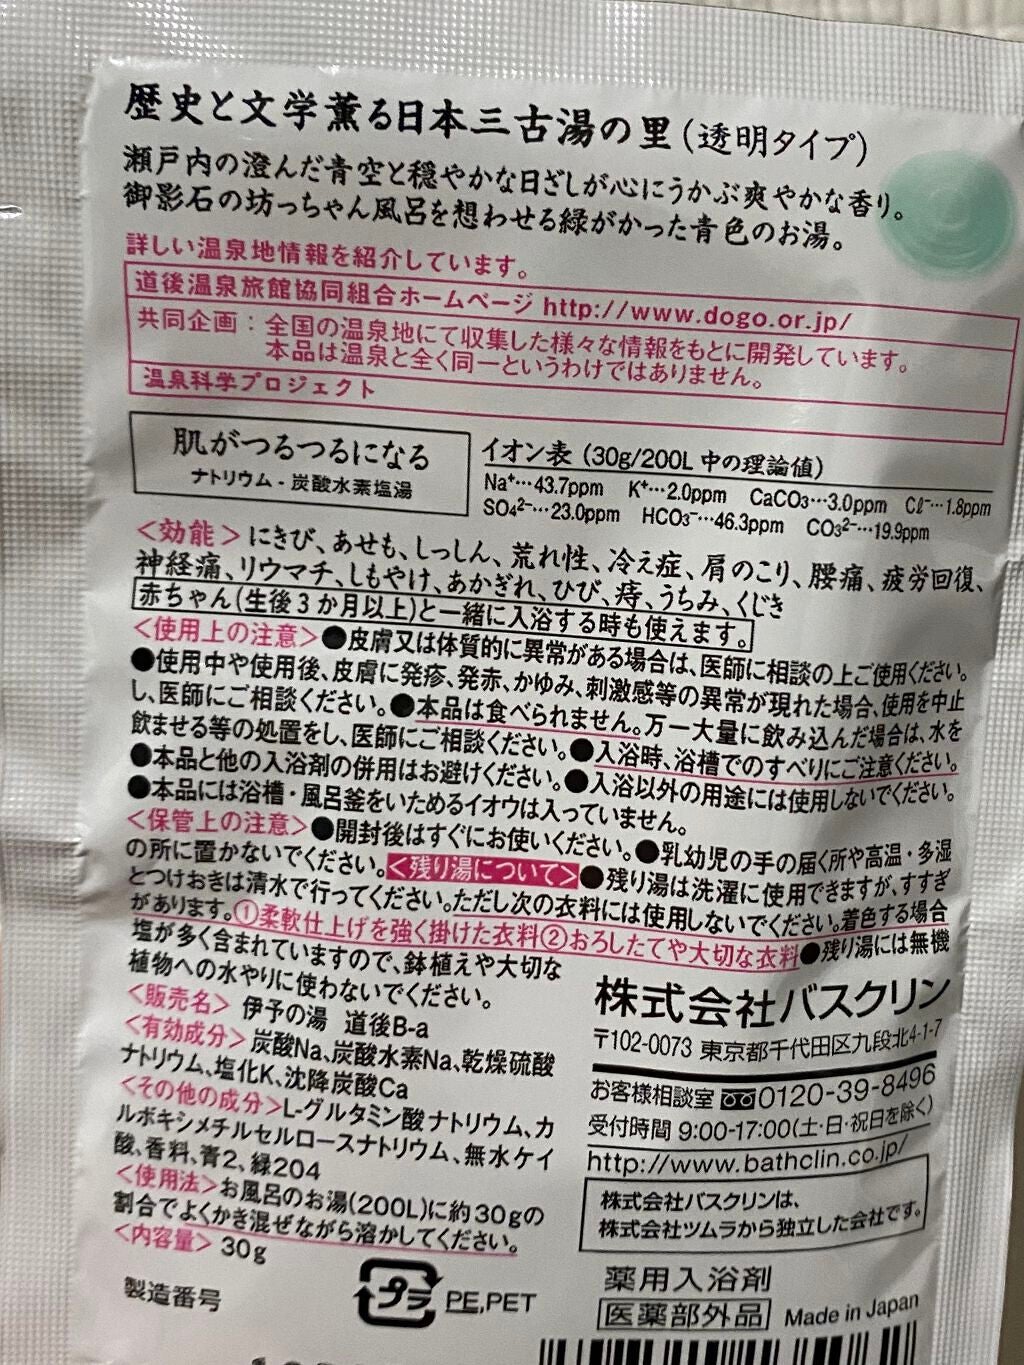 歴史と文学薫る日本三古湯の里(透明タイプ)
瀬戸内の澄んだ青空と穏やかな日ざしが心にうかぶ爽やかな香り。
御影石の坊っちゃん風呂を想わせる緑がかった青色のお湯。
詳しい温泉地情報を紹介しています。
道後温泉旅館協同組合ホームページ http://www.dogo.or.jp/
共同企画：全国の温泉地にて収集した様々な情報をもとに開発しています。
本品は温泉と全く同一というわけではありません。
温泉科学プロジェクト
肌がつるつるになる
ナトリウム-炭酸水素塩湯
イオン表 (30g/200L 中の理論値)
Na⁺…43.7ppm K⁺…2.0ppm CaCO₃…3.0ppm Cℓ⁻…1.8ppm
SO₄²⁻…23.0ppm HCO₃⁻…46.3ppm CO₃²⁻…19.9ppm
<効能>にきび、あせも、しっしん、荒れ性、冷え症、肩のこり、腰痛、疲労回復、
神経痛、リウマチ、しもやけ、あかぎれ、ひび、痔、うちみ、くじき
赤ちゃん(生後3か月以上)と一緒に入浴する時も使えます。
<使用上の注意>●皮膚又は体質的に異常がある場合は、医師に相談の上ご使用ください。
●使用中や使用後、皮膚に発疹、発赤、かゆみ、刺激感等の異常が現れた場合、使用を中止
し、医師にご相談ください。●本品は食べられません。万一大量に飲み込んだ場合は、水を
飲ませる等の処置をし、医師にご相談ください。●入浴時、浴槽でのすべりにご注意ください。
●本品と他の入浴剤の併用はお避けください。●入浴以外の用途には使用しないでください。
●本品には浴槽・風呂釜をいためるイオウは入っていません。
<保管上の注意>●開封後はすぐにお使いください。●乳幼児の手の届く所や高温・多湿
の所に置かないでください。<残り湯について>●残り湯は洗濯に使用できますが、すすぎ
とつけおきは清水で行ってください。ただし次の衣料には使用しないでください。着色する場合
があります。①柔軟仕上げを強く掛けた衣料②おろしたてや大切な衣料●残り湯には無機
塩が多く含まれていますので、鉢植えや大切な
植物への水やりに使わないでください。
<販売名> 伊予の湯 道後B-a
<有効成分>炭酸Na、炭酸水素Na、乾燥硫酸
ナトリウム、塩化K、沈降炭酸Ca
<その他の成分>L-グルタミン酸ナトリウム、カ
ルボキシメチルセルロースナトリウム、無水ケイ
酸、香料、青2、緑204
<使用法>お風呂のお湯(200L)に約30gの
割合でよくかき混ぜながら溶かしてください。
<内容量> 30g
製造番号
プラ PE,PET
株式会社バスクリン
〒102-0073 東京都千代田区九段北4-1-7
お客様相談室 0120-39-8496
受付時間 9:00-17:00(土・日・祝日を除く)
http://www.bathclin.co.jp/
株式会社バスクリンは、
株式会社ツムラから独立した会社です。
薬用入浴剤
医薬部外品 Made in Japan